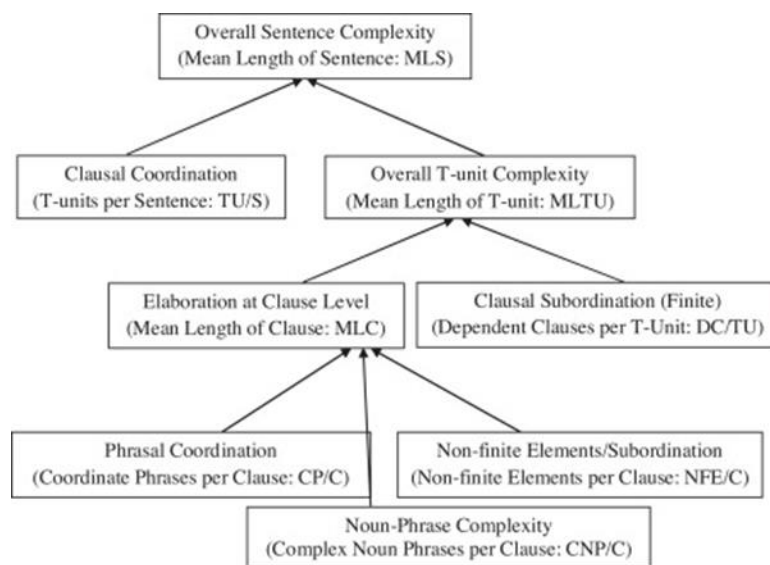 Overall Sentence Complexity
(Mean Length of Sentence: MLS)
Clausal Coordination
(T-units per Sentence: TU/S)
Overall T-unit Complexity
(Mean Length of T-unit: MLTU)
Elaboration at Clause Level
(Mean Length of Clause: MLC)
Clausal Subordination (Finite)
(Dependent Clauses per T-Unit: DC/TU)
Phrasal Coordination
(Coordinate Phrases per Clause: CP/C)
Non-finite Elements/Subordination
(Non-finite Elements per Clause: NFE/C)
Noun-Phrase Complexity
(Complex Noun Phrases per Clause: CNP/C)